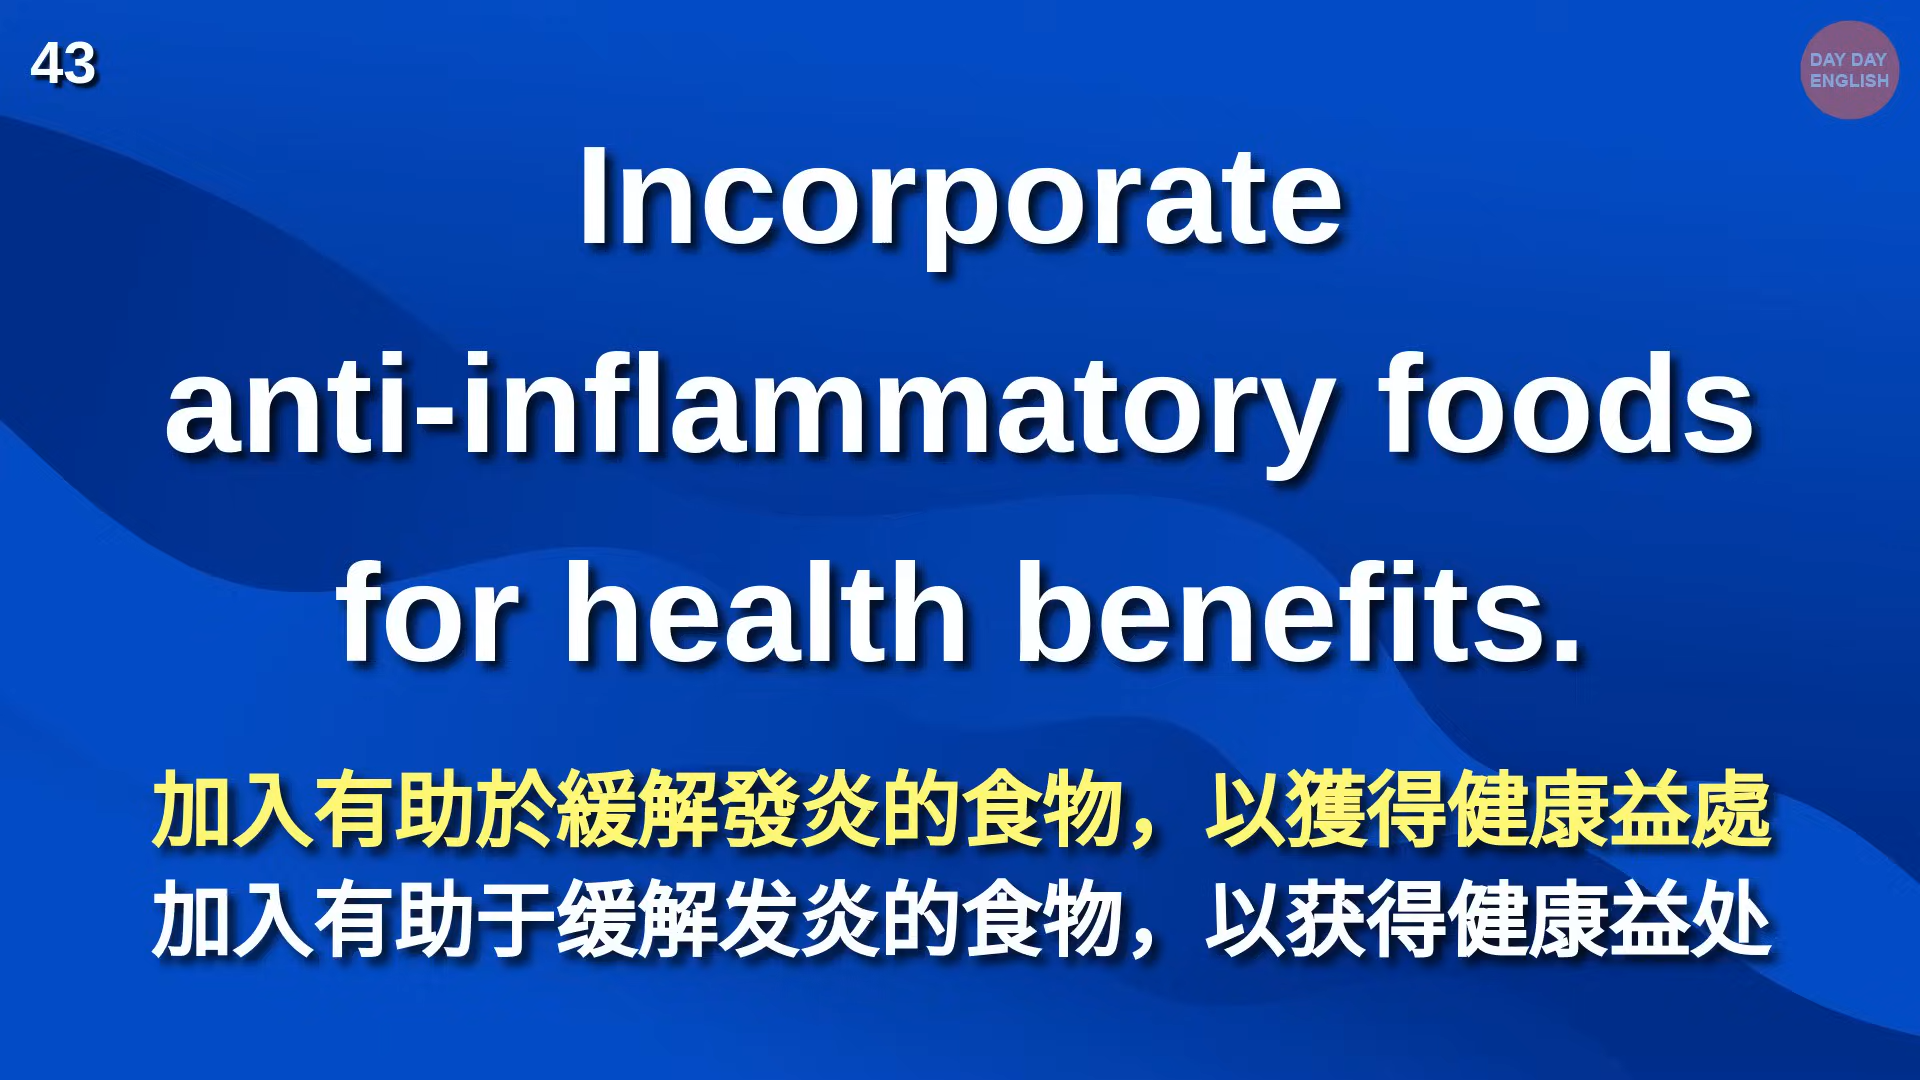 43
DAY DAY
ENGLISH
Incorporate
anti-inflammatory foods
for health benefits.
加入有助於緩解發炎的食物，以獲得健康益處
加入有助于缓解发炎的食物，以获得健康益处